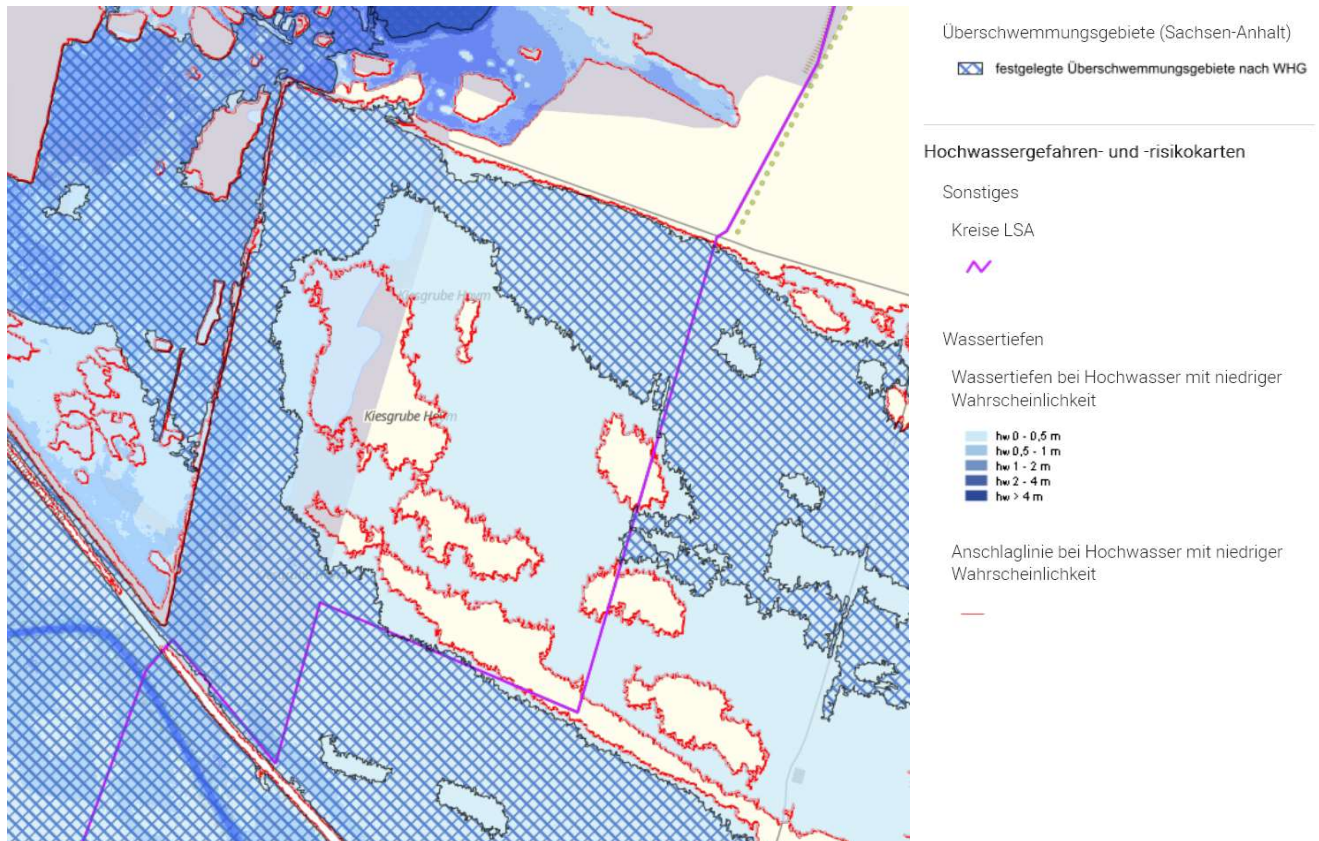 Kiesgrube Hoym
Kiesgrube Hoym
Überschwemmungsgebiete (Sachsen-Anhalt)
festgelegte Überschwemmungsgebiete nach WHG
Hochwassergefahren- und -risikokarten
Sonstiges
Kreise LSA
Wassertiefen
Wassertiefen bei Hochwasser mit niedriger
Wahrscheinlichkeit
hw 0 - 0,5 m
hw 0,5 - 1 m
hw 1 - 2 m
hw 2 - 4 m
hw > 4 m
Anschlaglinie bei Hochwasser mit niedriger
Wahrscheinlichkeit